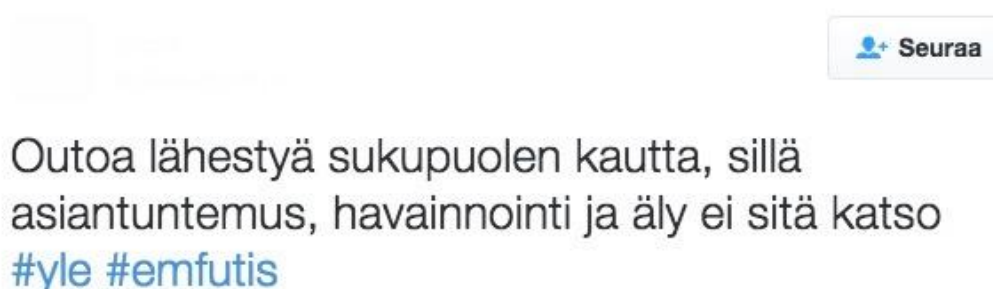 Seuraa
Outoa lähestyä sukupuolen kautta, sillä
asiantuntemus, havainnointi ja äly ei sitä katso
#yle #emfutis